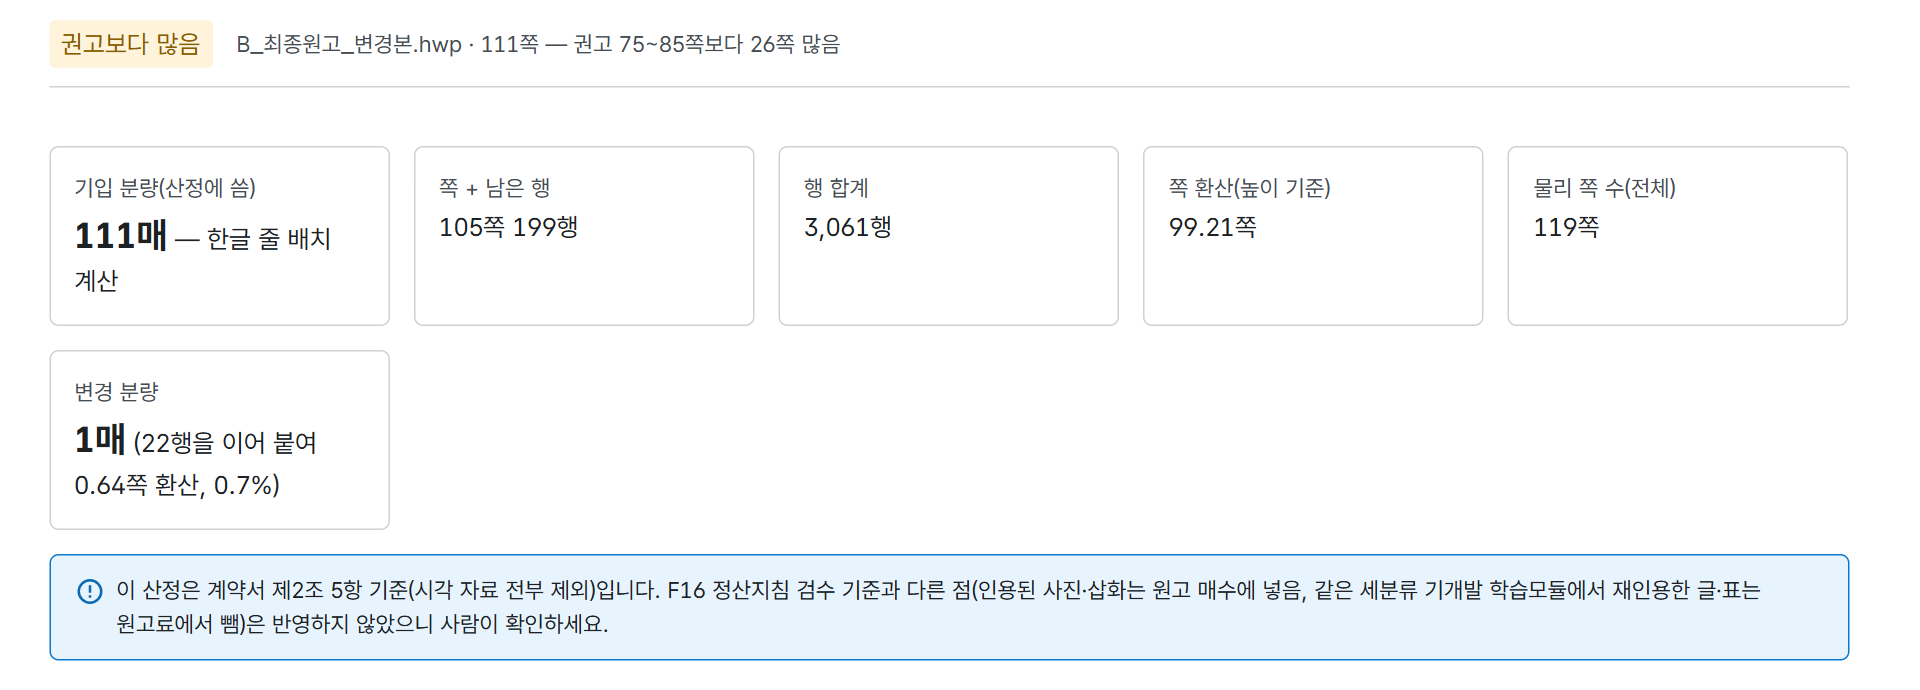 권고보다 많음 B_최종원고_변경본.hwp · 111쪽 — 권고 75~85쪽보다 26쪽 많음
기입 분량(산정에 씀)
111매 — 한글 줄 배치
계산
쪽 + 남은 행
105쪽 199행
행 합계
3,061행
쪽 환산(높이 기준)
99.21쪽
물리 쪽 수(전체)
119쪽
변경 분량
1매 (22행을 이어 붙여
0.64쪽 환산, 0.7%)
이 산정은 계약서 제2조 5항 기준(시각 자료 전부 제외)입니다. F16 정산지침 검수 기준과 다른 점(인용된 사진·삽화는 원고 매수에 넣음, 같은 세분류 기개발 학습모듈에서 재인용한 글·표는
원고료에서 뺌)은 반영하지 않았으니 사람이 확인하세요.